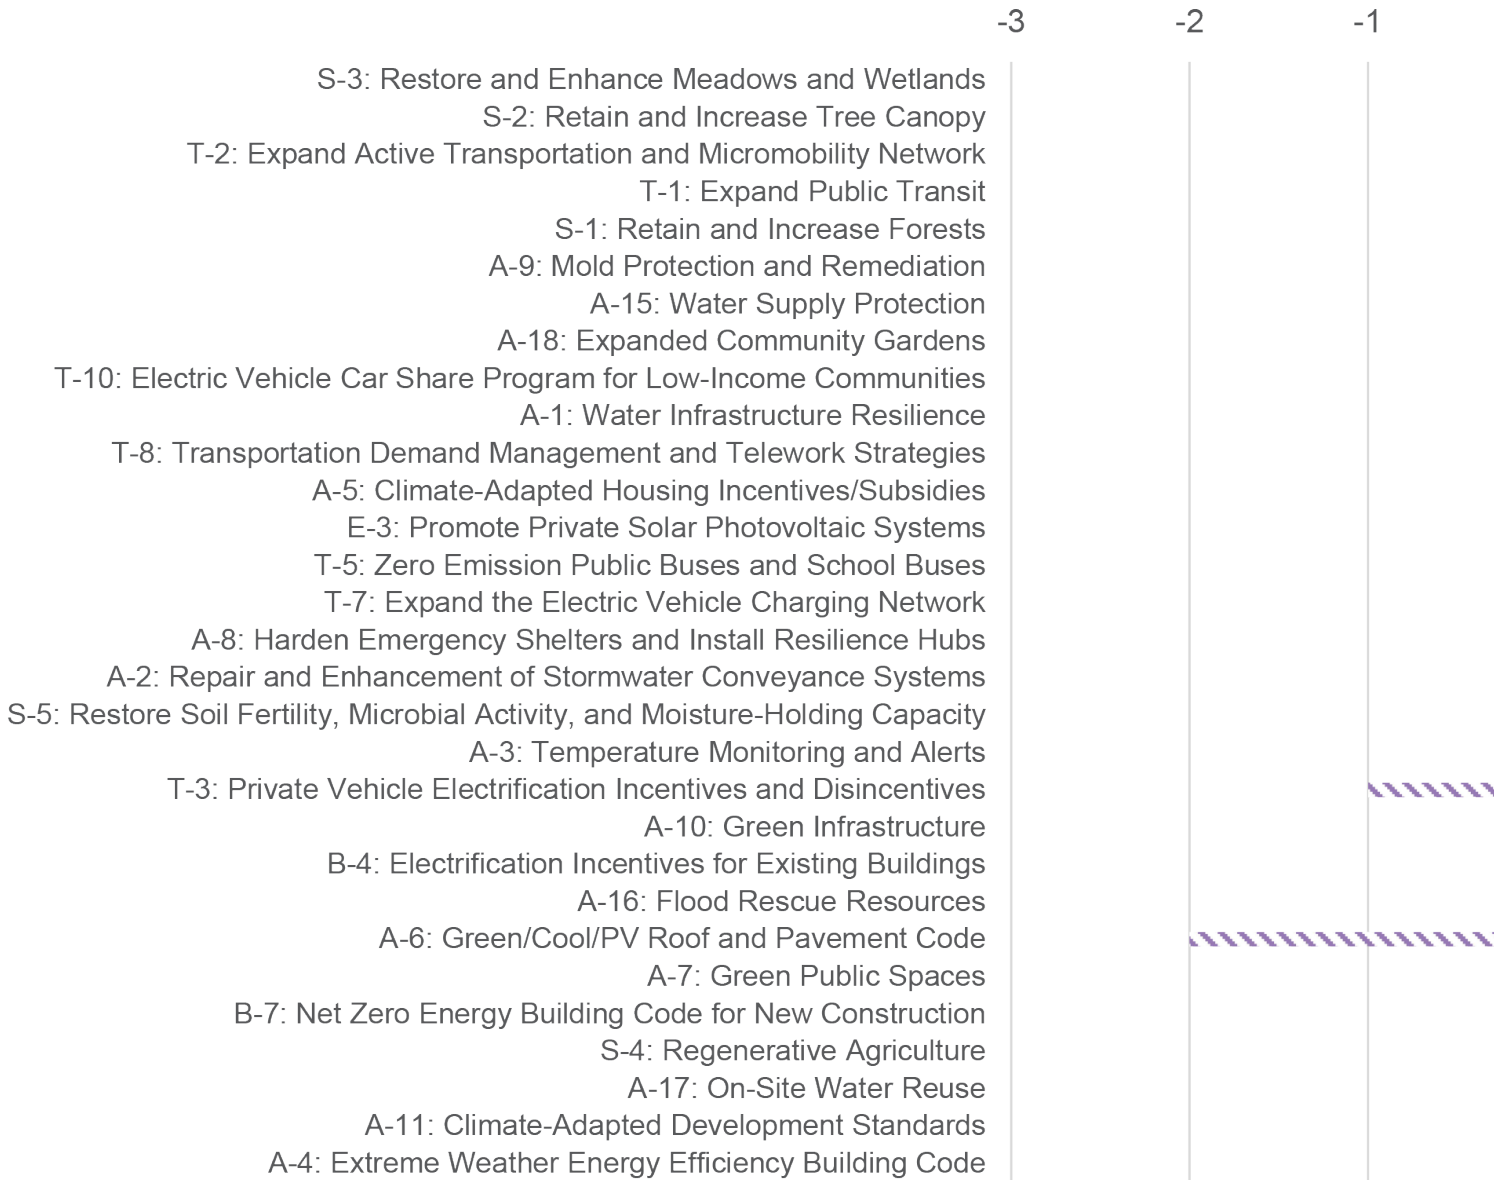 -3 -2 -1
S-3: Restore and Enhance Meadows and Wetlands
S-2: Retain and Increase Tree Canopy
T-2: Expand Active Transportation and Micromobility Network
T-1: Expand Public Transit
S-1: Retain and Increase Forests
A-9: Mold Protection and Remediation
A-15: Water Supply Protection
A-18: Expanded Community Gardens
T-10: Electric Vehicle Car Share Program for Low-Income Communities
A-1: Water Infrastructure Resilience
T-8: Transportation Demand Management and Telework Strategies
A-5: Climate-Adapted Housing Incentives/Subsidies
E-3: Promote Private Solar Photovoltaic Systems
T-5: Zero Emission Public Buses and School Buses
T-7: Expand the Electric Vehicle Charging Network
A-8: Harden Emergency Shelters and Install Resilience Hubs
A-2: Repair and Enhancement of Stormwater Conveyance Systems
S-5: Restore Soil Fertility, Microbial Activity, and Moisture-Holding Capacity
A-3: Temperature Monitoring and Alerts
T-3: Private Vehicle Electrification Incentives and Disincentives
A-10: Green Infrastructure
B-4: Electrification Incentives for Existing Buildings
A-16: Flood Rescue Resources
A-6: Green/Cool/PV Roof and Pavement Code
A-7: Green Public Spaces
B-7: Net Zero Energy Building Code for New Construction
S-4: Regenerative Agriculture
A-17: On-Site Water Reuse
A-11: Climate-Adapted Development Standards
A-4: Extreme Weather Energy Efficiency Building Code